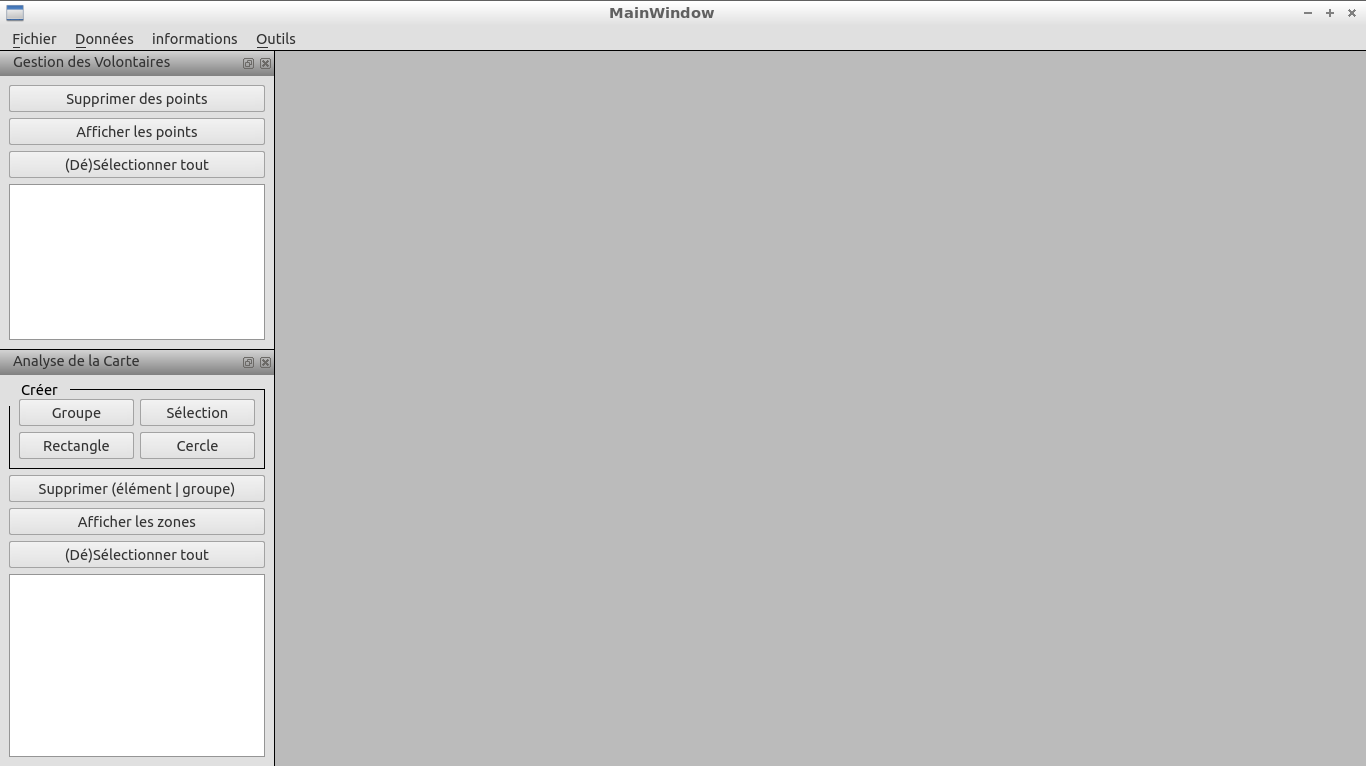 MainWindow
Fichier Données informations Outils
Gestion des Volontaires
Supprimer des points
Afficher les points
(Dé)Sélectionner tout
Analyse de la Carte
Créer
Groupe Sélection
Rectangle Cercle
Supprimer (élément | groupe)
Afficher les zones
(Dé)Sélectionner tout